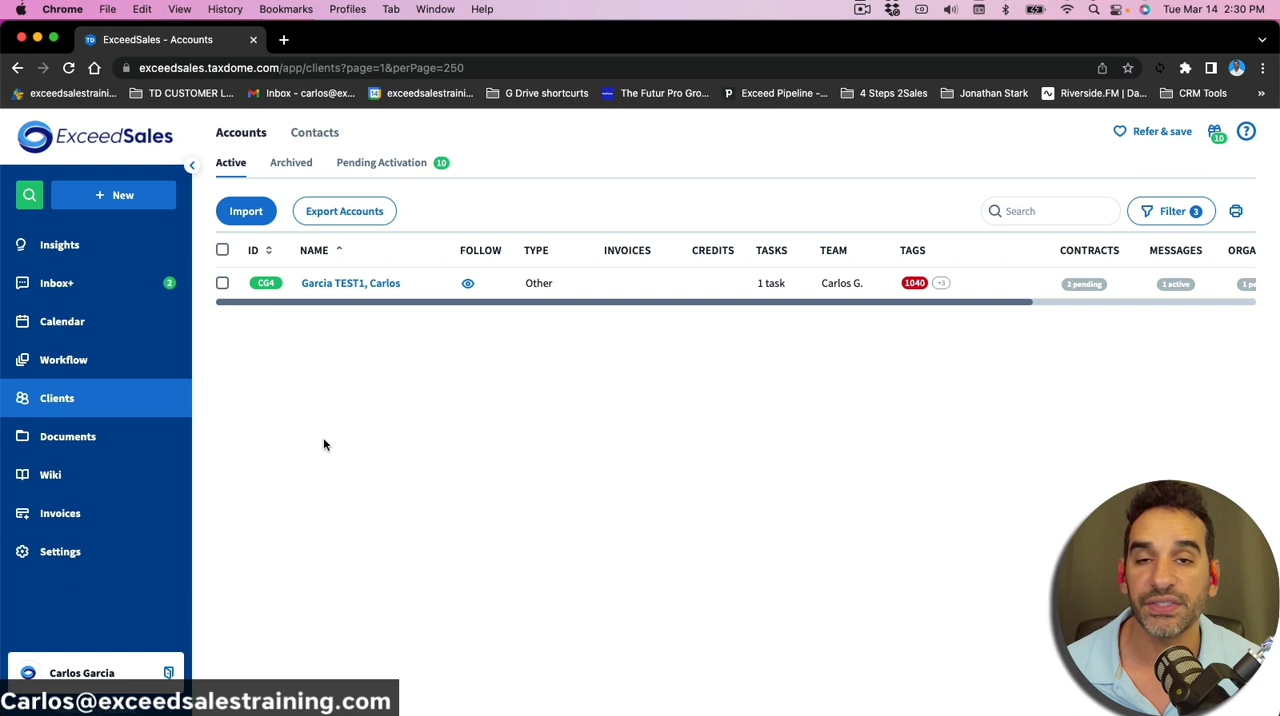 Chrome File Edit View History Bookmarks Profiles Tab Window Help Tue Mar 14 2:30 PM
TD ExceedSales - Accounts
exceedsales.taxdome.com/app/clients?page=1&perPage=250
exceedsalestraini... TD CUSTOMER L... Inbox - carlos@ex... 14 exceedsalestraini... G Drive shortcurts The Futur Pro Gro... Exceed Pipeline -... 4 Steps 2Sales Jonathan Stark Riverside.FM | Da... CRM Tools »
ExceedSales
Accounts Contacts
Refer & save 10 ?
Active Archived Pending Activation 10
+ New
Import Export Accounts Search Filter 3
ID NAME FOLLOW TYPE INVOICES CREDITS TASKS TEAM TAGS CONTRACTS MESSAGES ORGA
CG4 Garcia TEST1, Carlos Other 1 task Carlos G. 1040 +3 2 pending 1 active 1 pe
Insights
Inbox+ 2
Calendar
Workflow
Clients
Documents
Wiki
Invoices
Settings
Carlos Garcia
Carlos@exceedsalestraining.com